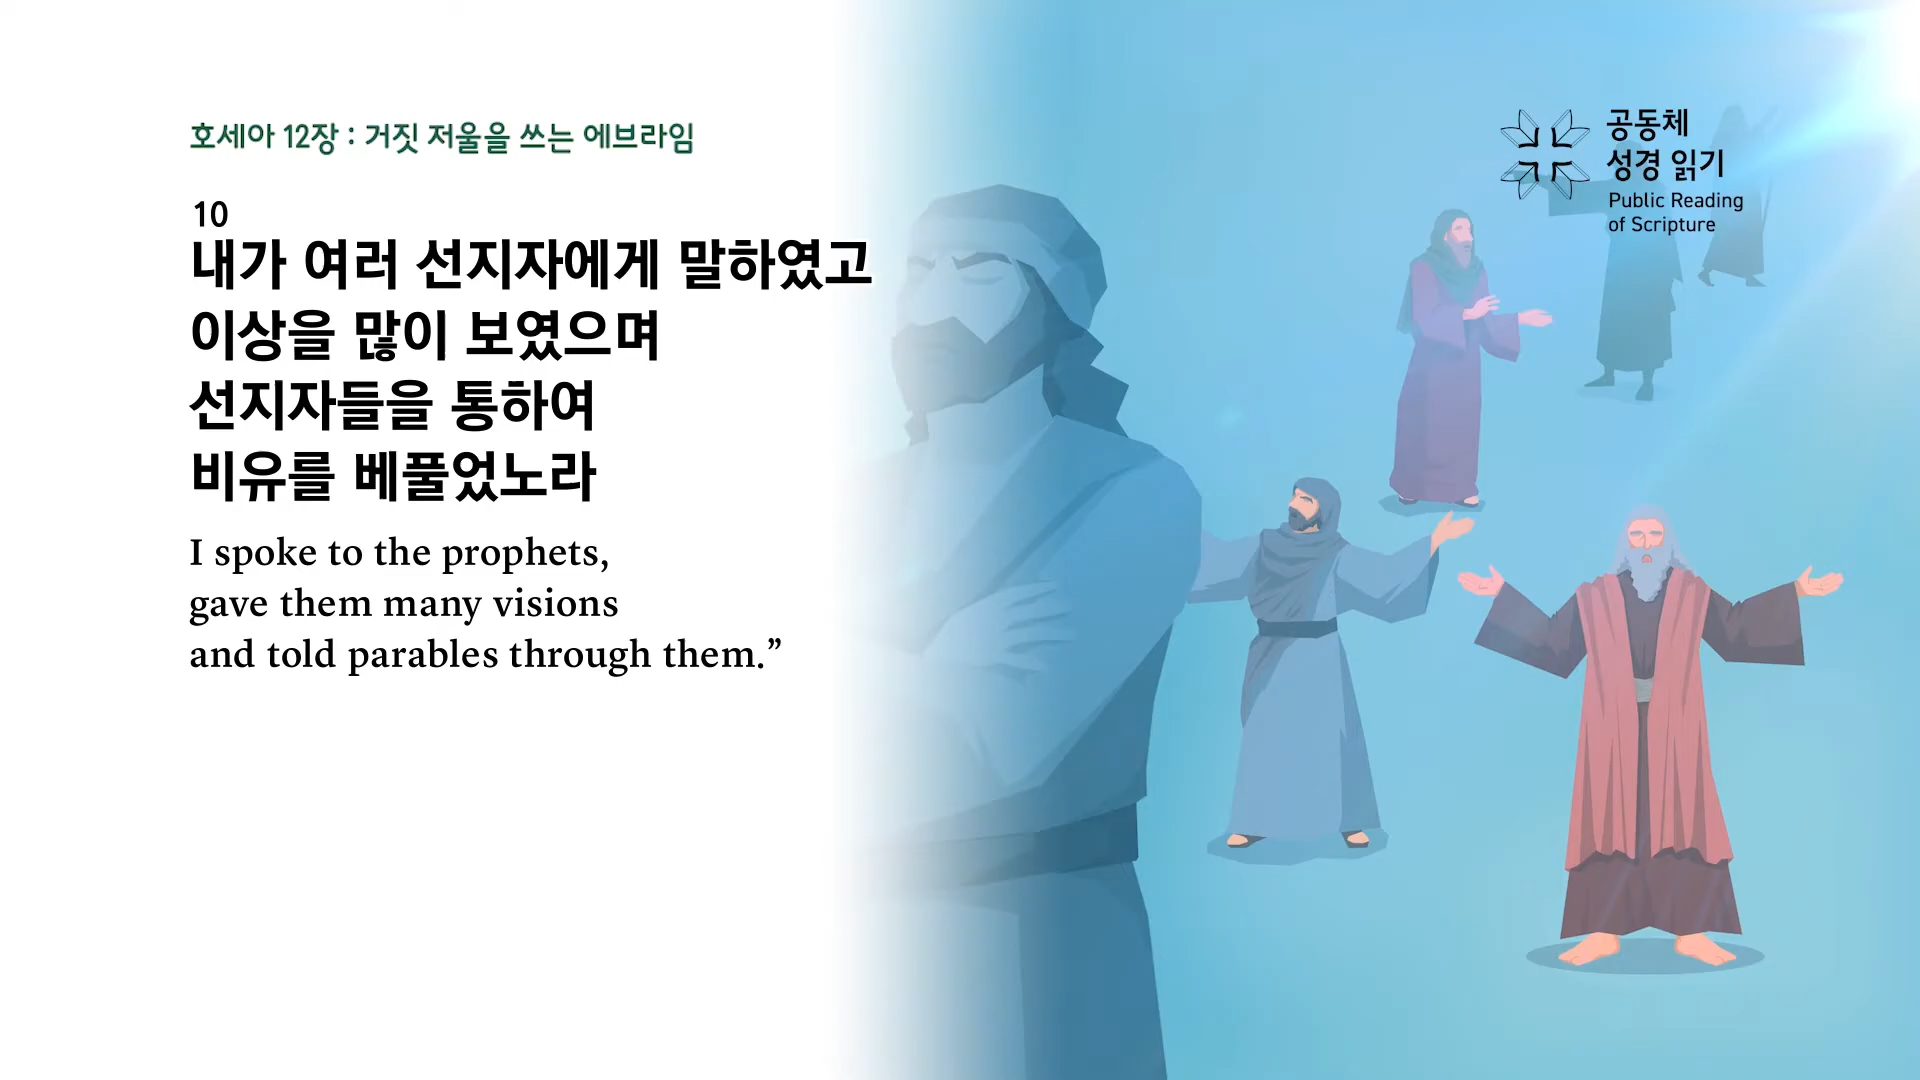 호세아 12장 : 거짓 저울을 쓰는 에브라임
10
내가 여러 선지자에게 말하였고
이상을 많이 보였으며
선지자들을 통하여
비유를 베풀었노라
I spoke to the prophets,
gave them many visions
and told parables through them.”
공동체
성경 읽기
Public Reading
of Scripture